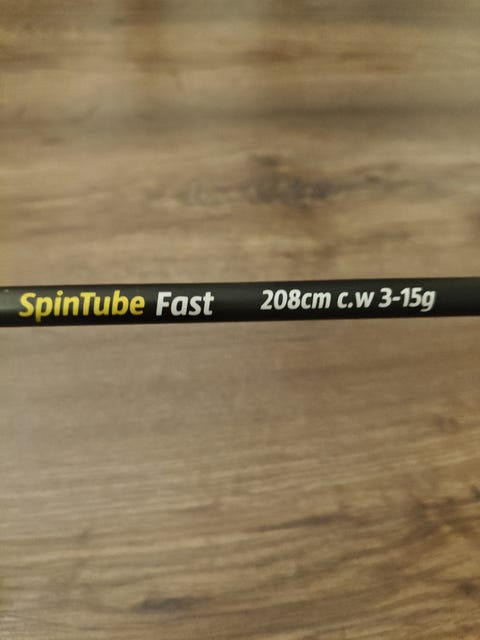 SpinTube Fast 208cm c.w 3-15g